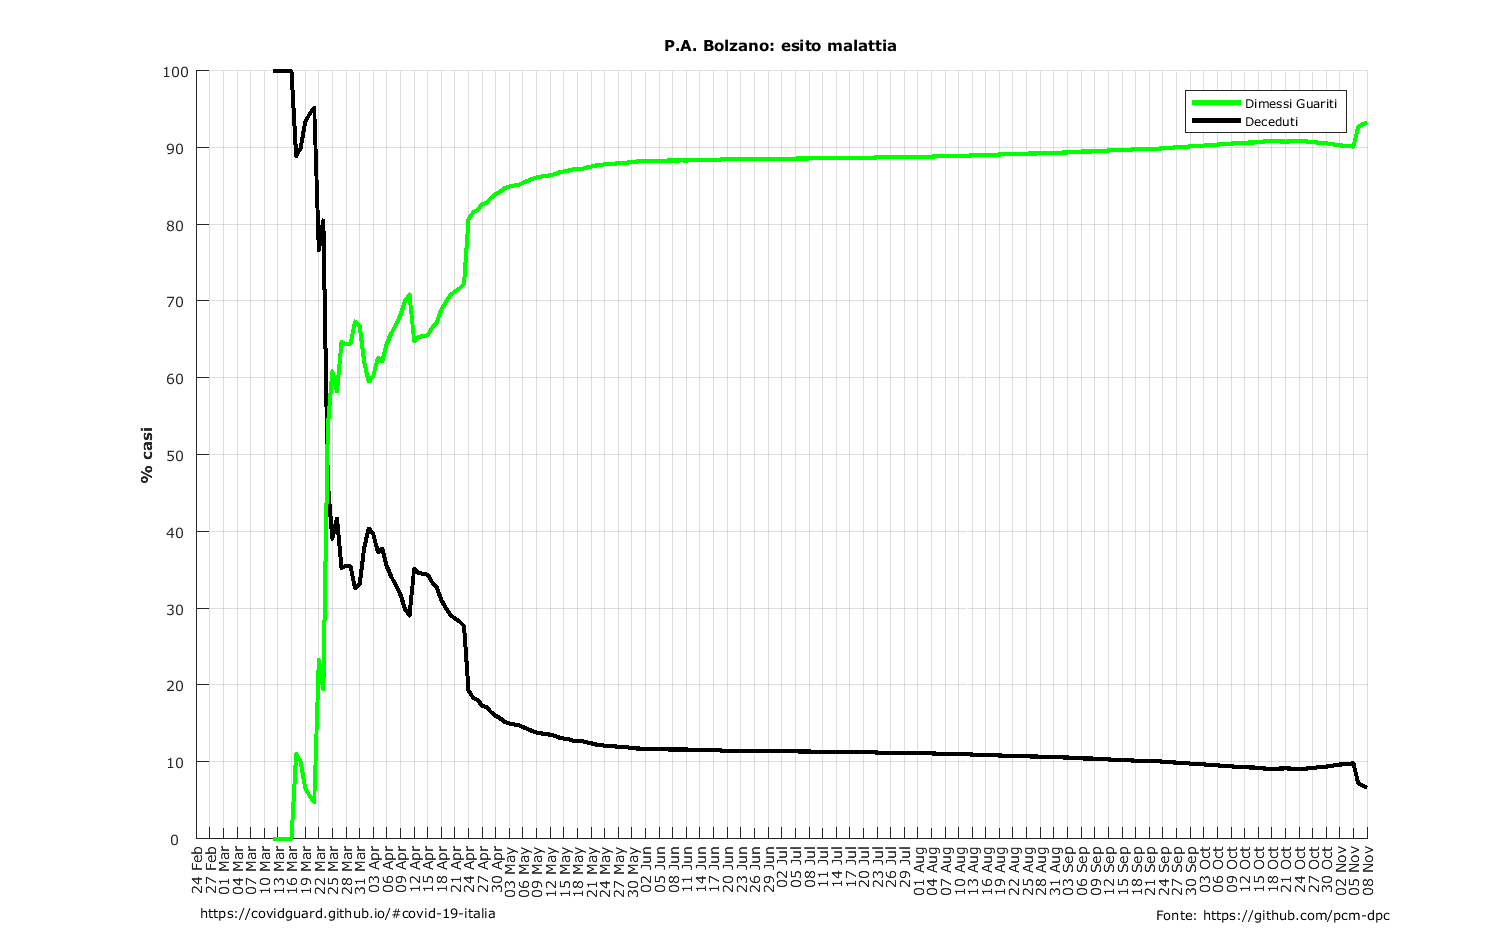 P.A. Bolzano: esito malattia
% casi
100
90
80
70
60
50
40
30
20
10
0
Dimessi Guariti
Deceduti
24 Feb
27 Feb
01 Mar
04 Mar
07 Mar
10 Mar
13 Mar
16 Mar
19 Mar
22 Mar
25 Mar
28 Mar
31 Mar
03 Apr
06 Apr
09 Apr
12 Apr
15 Apr
18 Apr
21 Apr
24 Apr
27 Apr
30 Apr
03 May
06 May
09 May
12 May
15 May
18 May
21 May
24 May
27 May
30 May
02 Jun
05 Jun
08 Jun
11 Jun
14 Jun
17 Jun
20 Jun
23 Jun
26 Jun
29 Jun
02 Jul
05 Jul
08 Jul
11 Jul
14 Jul
17 Jul
20 Jul
23 Jul
26 Jul
29 Jul
01 Aug
04 Aug
07 Aug
10 Aug
13 Aug
16 Aug
19 Aug
22 Aug
25 Aug
28 Aug
31 Aug
03 Sep
06 Sep
09 Sep
12 Sep
15 Sep
18 Sep
21 Sep
24 Sep
27 Sep
30 Sep
03 Oct
06 Oct
09 Oct
12 Oct
15 Oct
18 Oct
21 Oct
24 Oct
27 Oct
30 Oct
02 Nov
05 Nov
08 Nov
https://covidguard.github.io/#covid-19-italia
Fonte: https://github.com/pcm-dpc